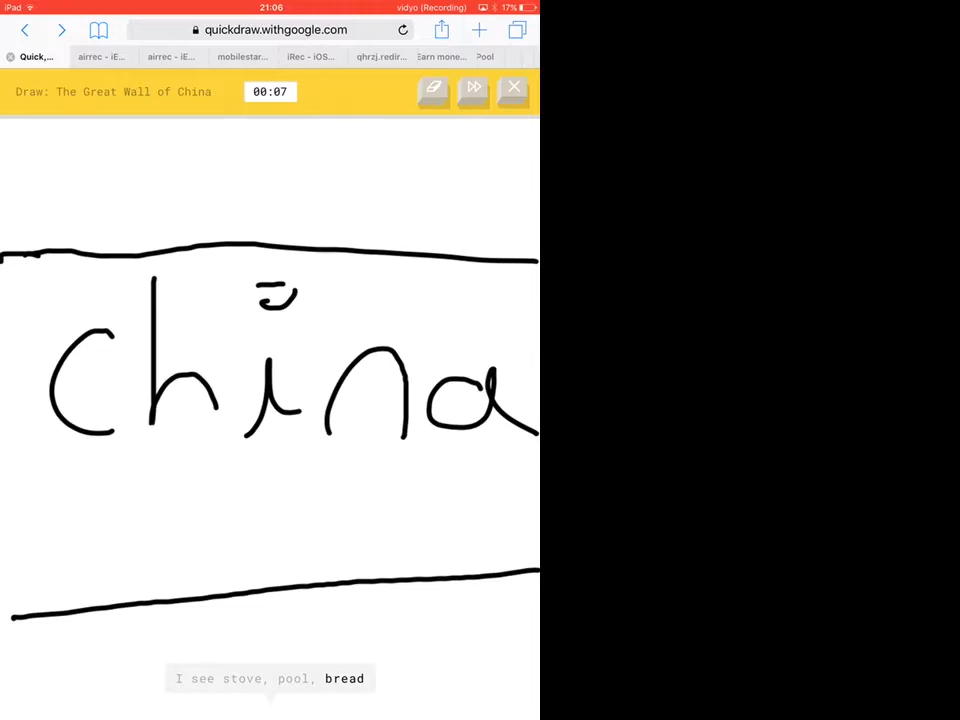 iPad 21:06 vidyo (Recording) 17%
quickdraw.withgoogle.com
Quick,... airrec - iE... airrec - iE... mobilestar... iRec - iOS... qhrzj.redir... Earn mone... Pool
Draw: The Great Wall of China 00:07
China
I see stove, pool, bread